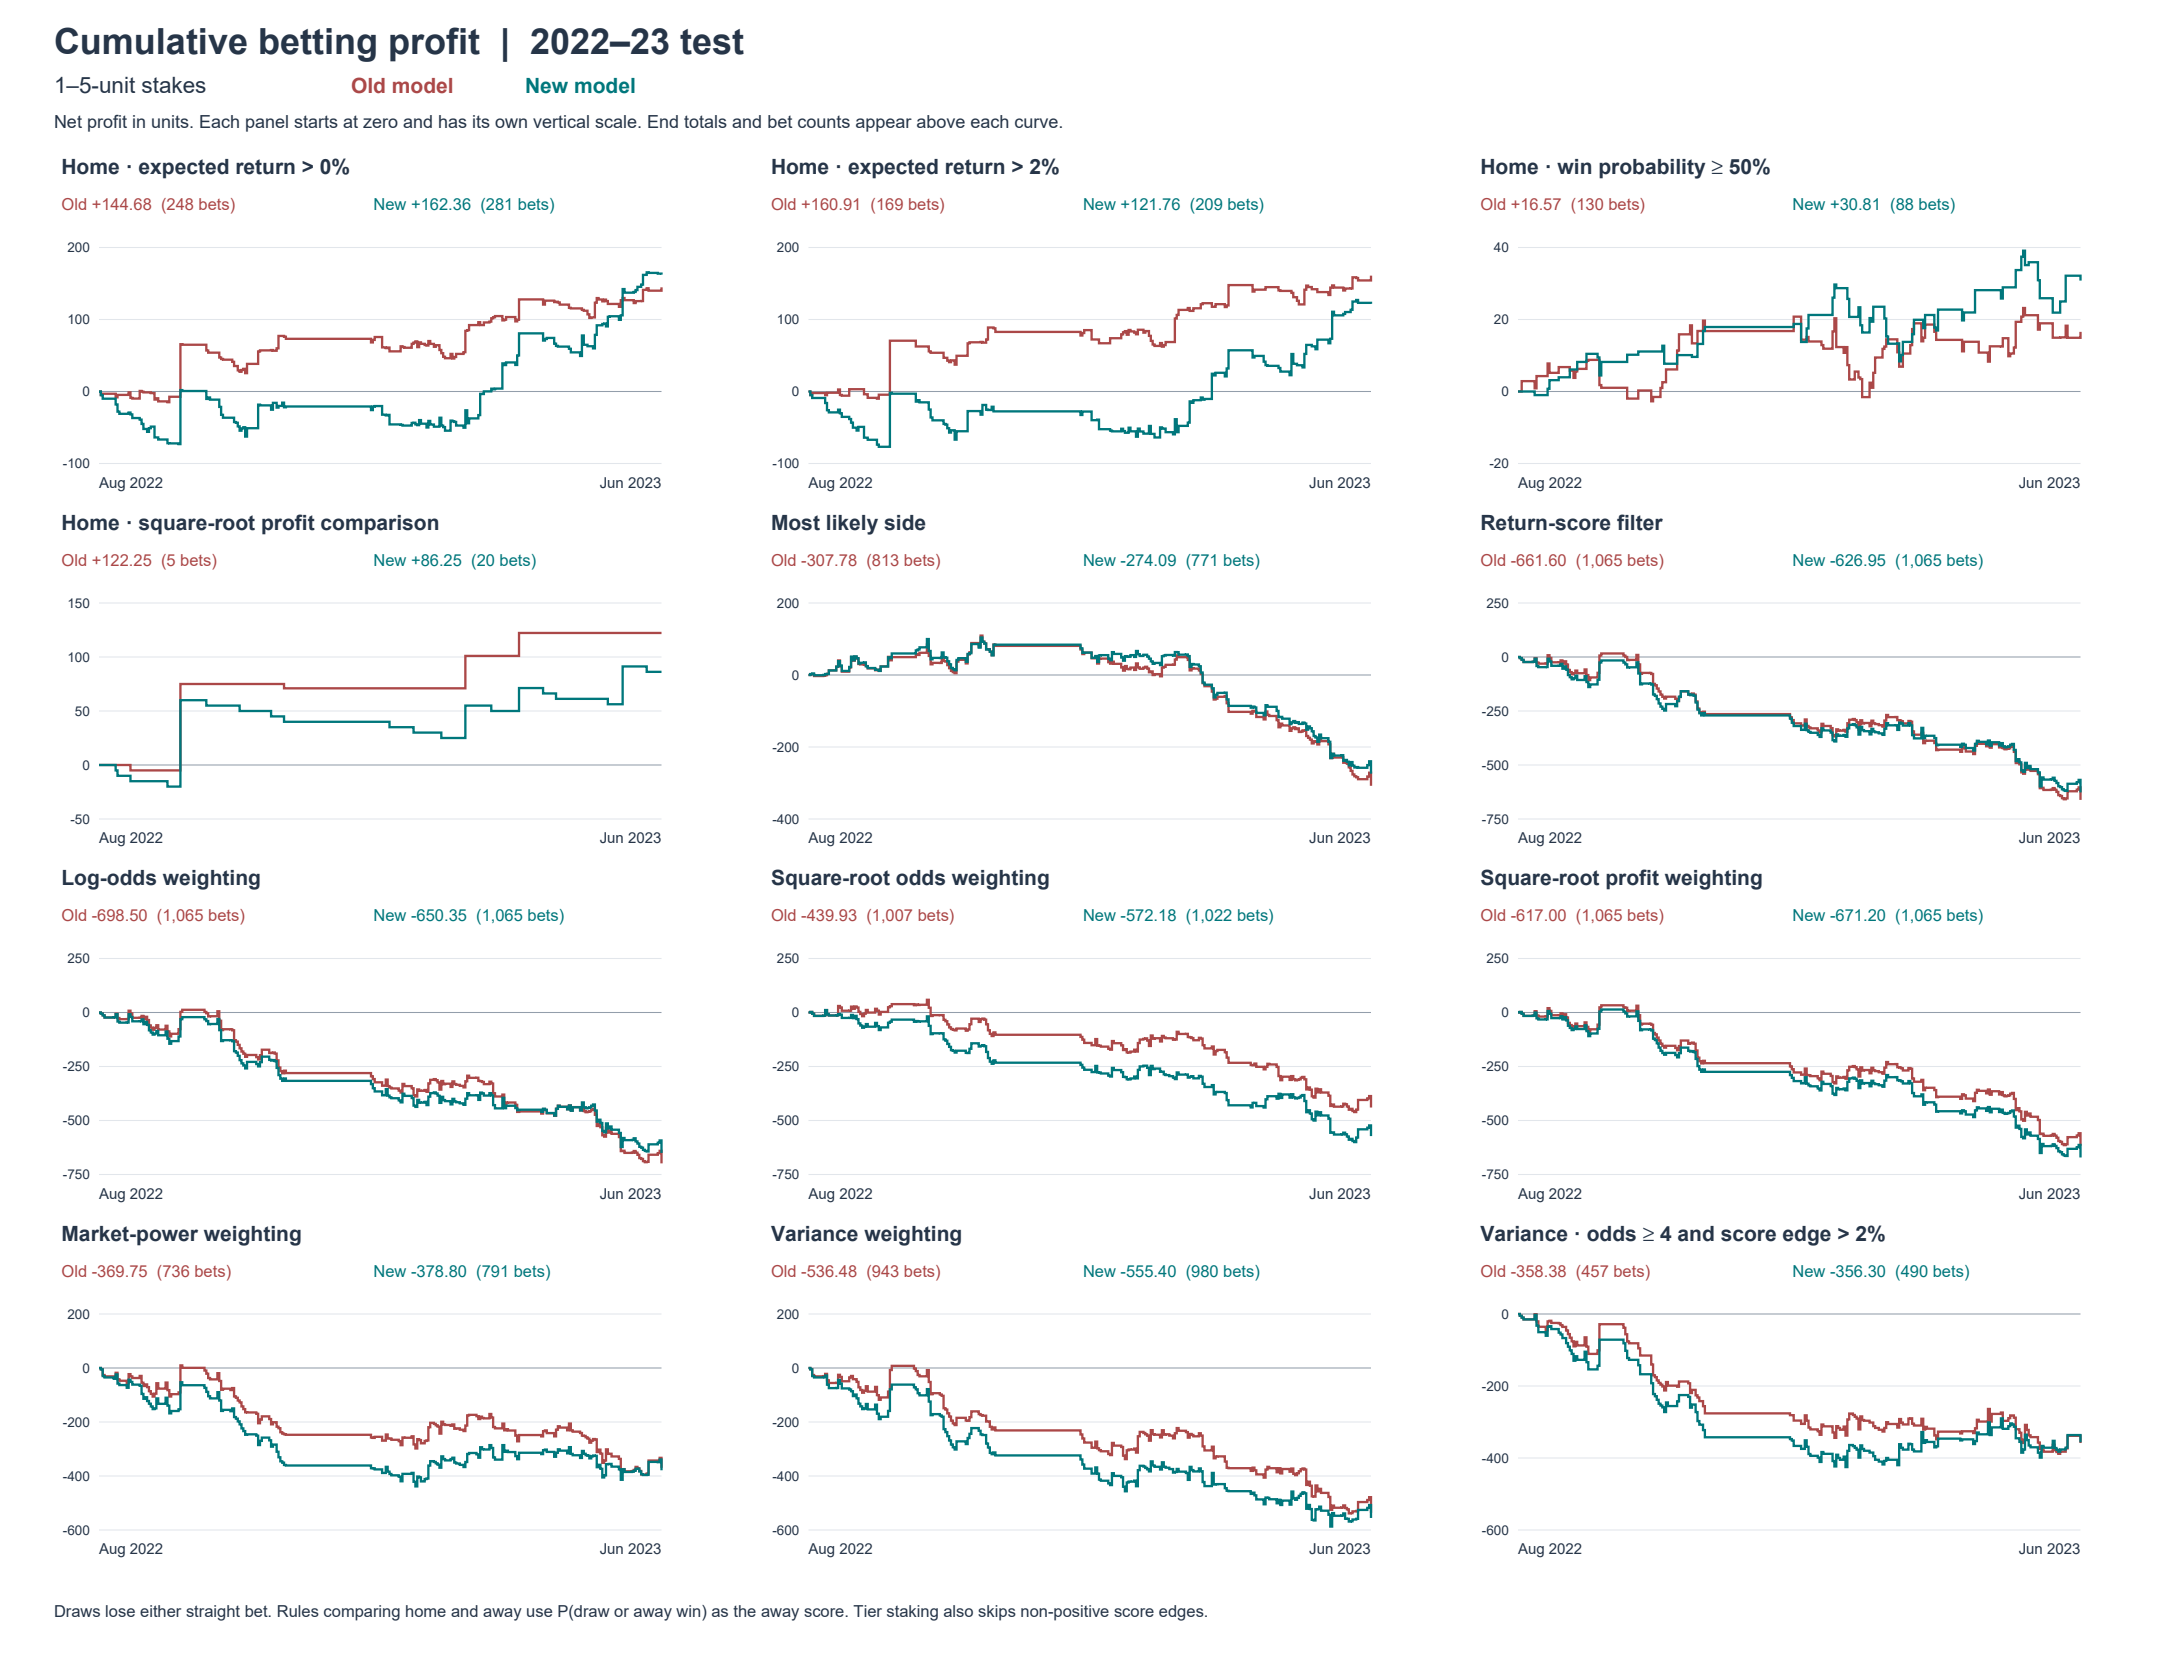 Cumulative betting profit | 2022–23 test
1–5-unit stakes Old model New model
Net profit in units. Each panel starts at zero and has its own vertical scale. End totals and bet counts appear above each curve.
Home · expected return > 0%
Old +144.68 (248 bets) New +162.36 (281 bets)
200
100
0
-100
Aug 2022 Jun 2023
Home · expected return > 2%
Old +160.91 (169 bets) New +121.76 (209 bets)
200
100
0
-100
Aug 2022 Jun 2023
Home · win probability ≥ 50%
Old +16.57 (130 bets) New +30.81 (88 bets)
40
20
0
-20
Aug 2022 Jun 2023
Home · square-root profit comparison
Old +122.25 (5 bets) New +86.25 (20 bets)
150
100
50
0
-50
Aug 2022 Jun 2023
Most likely side
Old -307.78 (813 bets) New -274.09 (771 bets)
200
0
-200
-400
Aug 2022 Jun 2023
Return-score filter
Old -661.60 (1,065 bets) New -626.95 (1,065 bets)
250
0
-250
-500
-750
Aug 2022 Jun 2023
Log-odds weighting
Old -698.50 (1,065 bets) New -650.35 (1,065 bets)
250
0
-250
-500
-750
Aug 2022 Jun 2023
Square-root odds weighting
Old -439.93 (1,007 bets) New -572.18 (1,022 bets)
250
0
-250
-500
-750
Aug 2022 Jun 2023
Square-root profit weighting
Old -617.00 (1,065 bets) New -671.20 (1,065 bets)
250
0
-250
-500
-750
Aug 2022 Jun 2023
Market-power weighting
Old -369.75 (736 bets) New -378.80 (791 bets)
200
0
-200
-400
-600
Aug 2022 Jun 2023
Variance weighting
Old -536.48 (943 bets) New -555.40 (980 bets)
200
0
-200
-400
-600
Aug 2022 Jun 2023
Variance · odds ≥ 4 and score edge > 2%
Old -358.38 (457 bets) New -356.30 (490 bets)
0
-200
-400
-600
Aug 2022 Jun 2023
Draws lose either straight bet. Rules comparing home and away use P(draw or away win) as the away score. Tier staking also skips non-positive score edges.